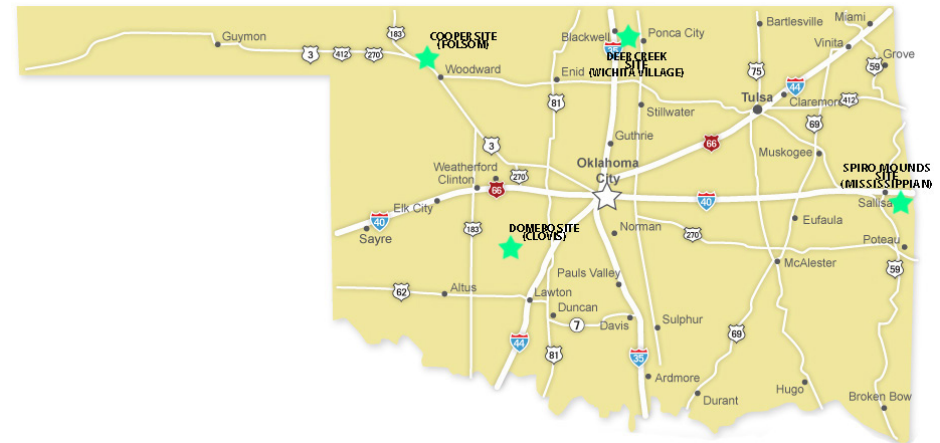 Guymon
3
412
270
183
COOPER SITE
(FOLSOM)
Woodward
Blackwell
35
Ponca City
DEER CREEK
SITE
(WICHITA VILLAGE)
Enid
81
Bartlesville
Miami
Vinita
Grove
59
75
44
Tulsa
Claremore
412
69
Stillwater
Guthrie
66
3
Oklahoma
City
Muskogee
Weatherford
270
Clinton
66
Elk City
40
Sayre
183
SPIRO MOUNDS
SITE
(MISSISSIPPIAN)
Sallisa
40
DOMEBO SITE
(CLOVIS)
Norman
270
Eufaula
Poteau
59
McAlester
Pauls Valley
62
Altus
Lawton
Duncan
7
Davis
Sulphur
69
44
81
35
Ardmore
Hugo
Durant
Broken Bow